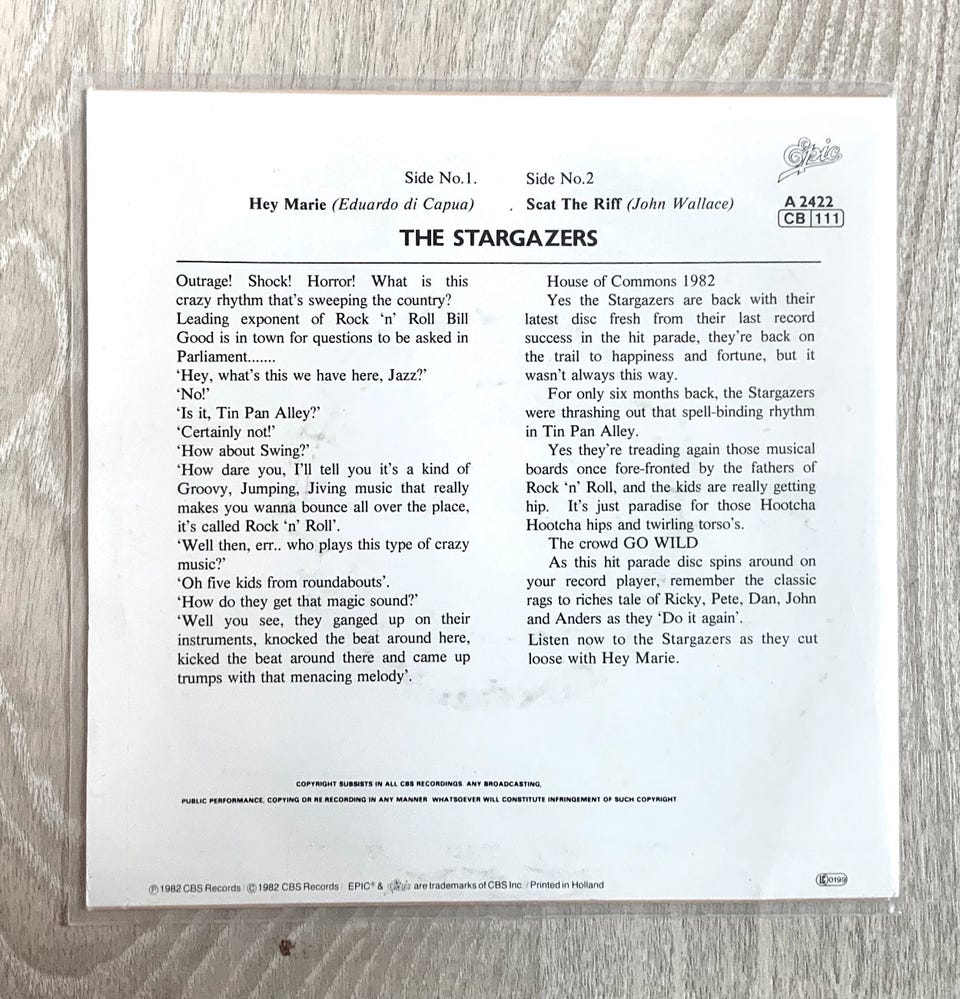 Epic
Side No.1.
Side No.2
Hey Marie (Eduardo di Capua)
. Scat The Riff (John Wallace)
A 2422
CB 111
THE STARGAZERS
Outrage! Shock! Horror! What is this
crazy rhythm that's sweeping the country?
Leading exponent of Rock 'n' Roll Bill
Good is in town for questions to be asked in
Parliament.......
'Hey, what's this we have here, Jazz?'
'No!'
'Is it, Tin Pan Alley?'
'Certainly not!'
'How about Swing?'
'How dare you, I'll tell you it's a kind of
Groovy, Jumping, Jiving music that really
makes you wanna bounce all over the place,
it's called Rock 'n' Roll'.
'Well then, err.. who plays this type of crazy
music?'
'Oh five kids from roundabouts'.
'How do they get that magic sound?'
'Well you see, they ganged up on their
instruments, knocked the beat around here,
kicked the beat around there and came up
trumps with that menacing melody'.
House of Commons 1982
Yes the Stargazers are back with their
latest disc fresh from their last record
success in the hit parade, they're back on
the trail to happiness and fortune, but it
wasn't always this way.
For only six months back, the Stargazers
were thrashing out that spell-binding rhythm
in Tin Pan Alley.
Yes they're treading again those musical
boards once fore-fronted by the fathers of
Rock 'n' Roll, and the kids are really getting
hip. It's just paradise for those Hootcha
Hootcha hips and twirling torso's.
The crowd GO WILD
As this hit parade disc spins around on
your record player, remember the classic
rags to riches tale of Ricky, Pete, Dan, John
and Anders as they 'Do it again'.
Listen now to the Stargazers as they cut
loose with Hey Marie.
COPYRIGHT SUBSISTS IN ALL CBS RECORDINGS. ANY BROADCASTING,
PUBLIC PERFORMANCE, COPYING OR RE RECORDING IN ANY MANNER WHATSOEVER WILL CONSTITUTE INFRINGEMENT OF SUCH COPYRIGHT
Ⓟ 1982 CBS Records / © 1982 CBS Records / EPIC® & Epic are trademarks of CBS Inc. / Printed in Holland
LC 0199